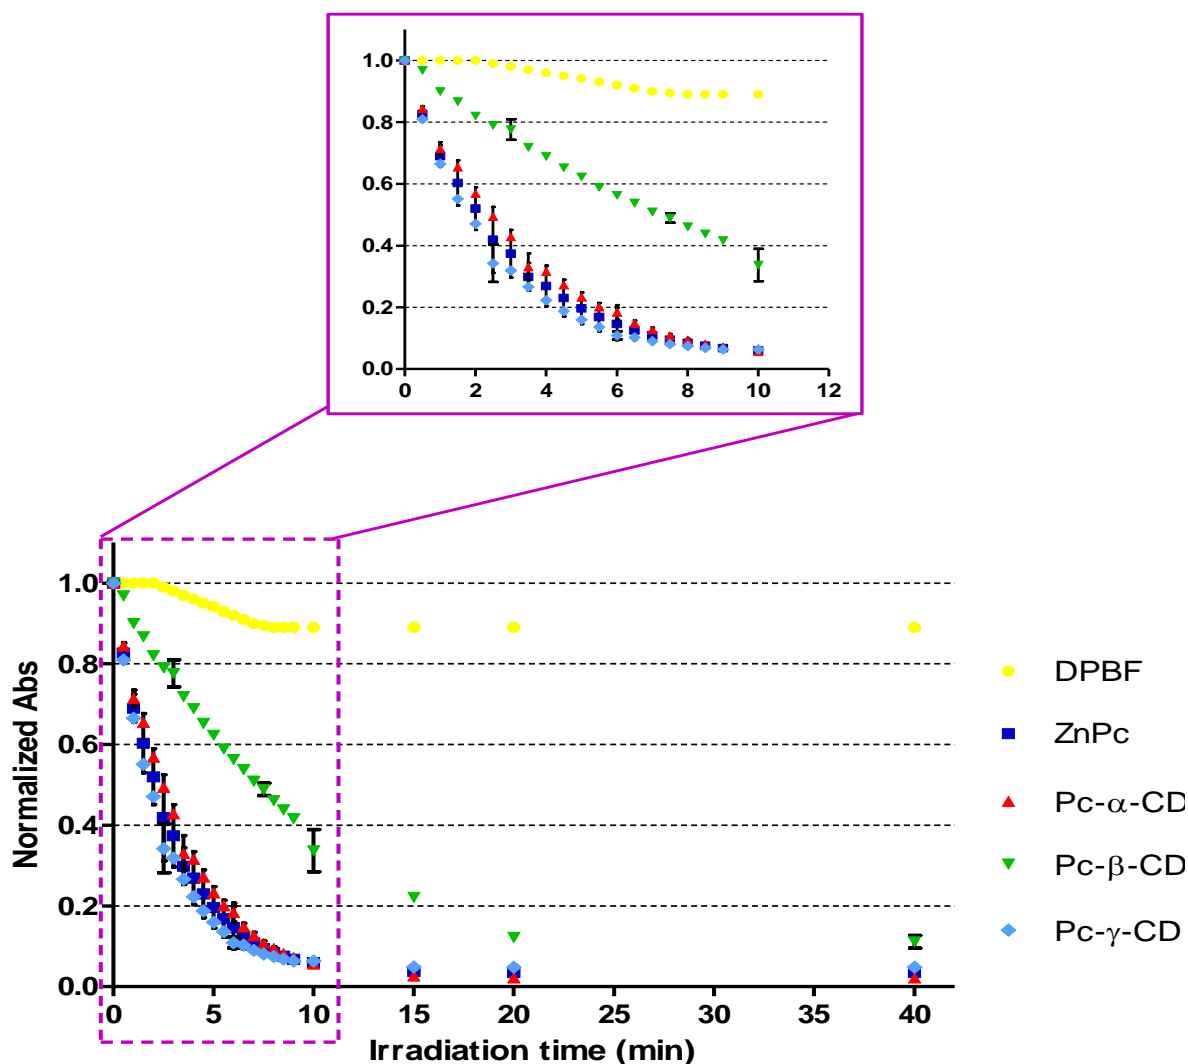 1.0
0.8
0.6
0.4
0.2
0.0
0 2 4 6 8 10 12
1.0
0.8
0.6
0.4
0.2
0.0
0 5 10 15 20 25 30 35 40
Normalized Abs
Irradiation time (min)
DPBF
ZnPc
Pc-α-CD
Pc-β-CD
Pc-γ-CD